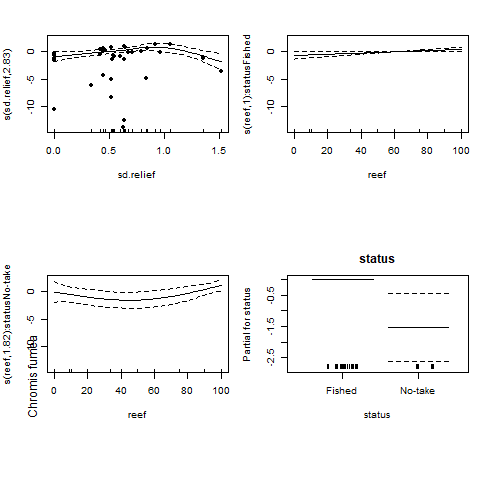 s(sd.relief,2.83)
0
-5
-10
0.0 0.5 1.0 1.5
sd.relief
s(reef,1):statusFished
0
-5
-10
0 20 40 60 80 100
reef
s(reef,1.82):statusNo-take
0
-5
0 20 40 60 80 100
reef
Chromis fumea
status
Partial for status
-0.5
-1.5
-2.5
Fished No-take
status